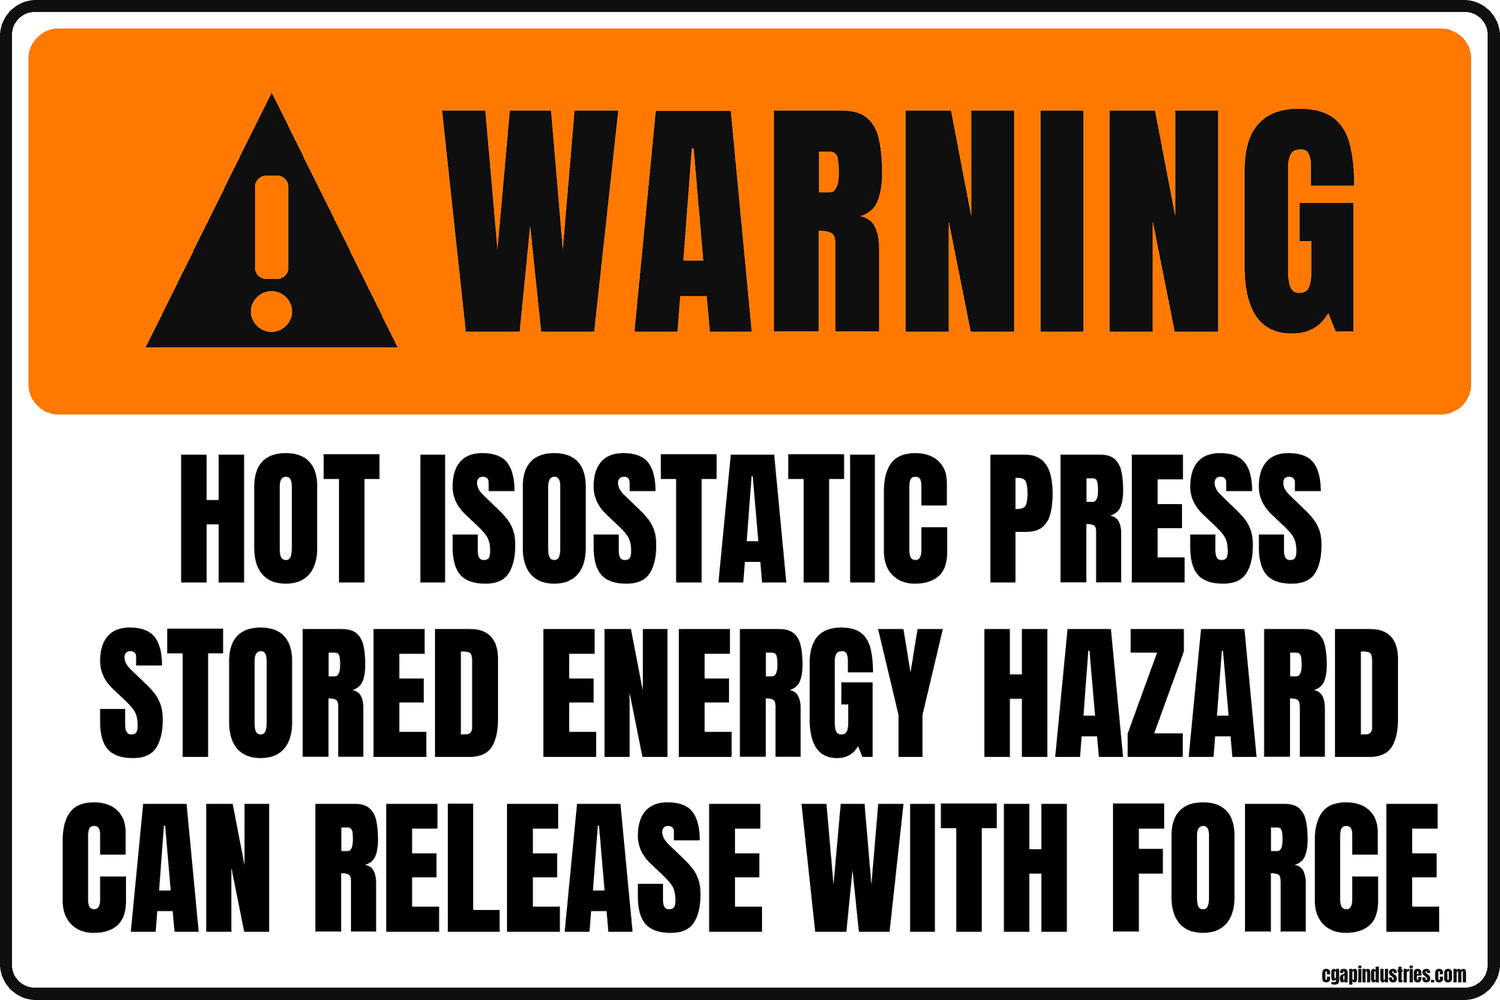 WARNING
HOT ISOSTATIC PRESS
STORED ENERGY HAZARD
CAN RELEASE WITH FORCE
cgapindustries.com